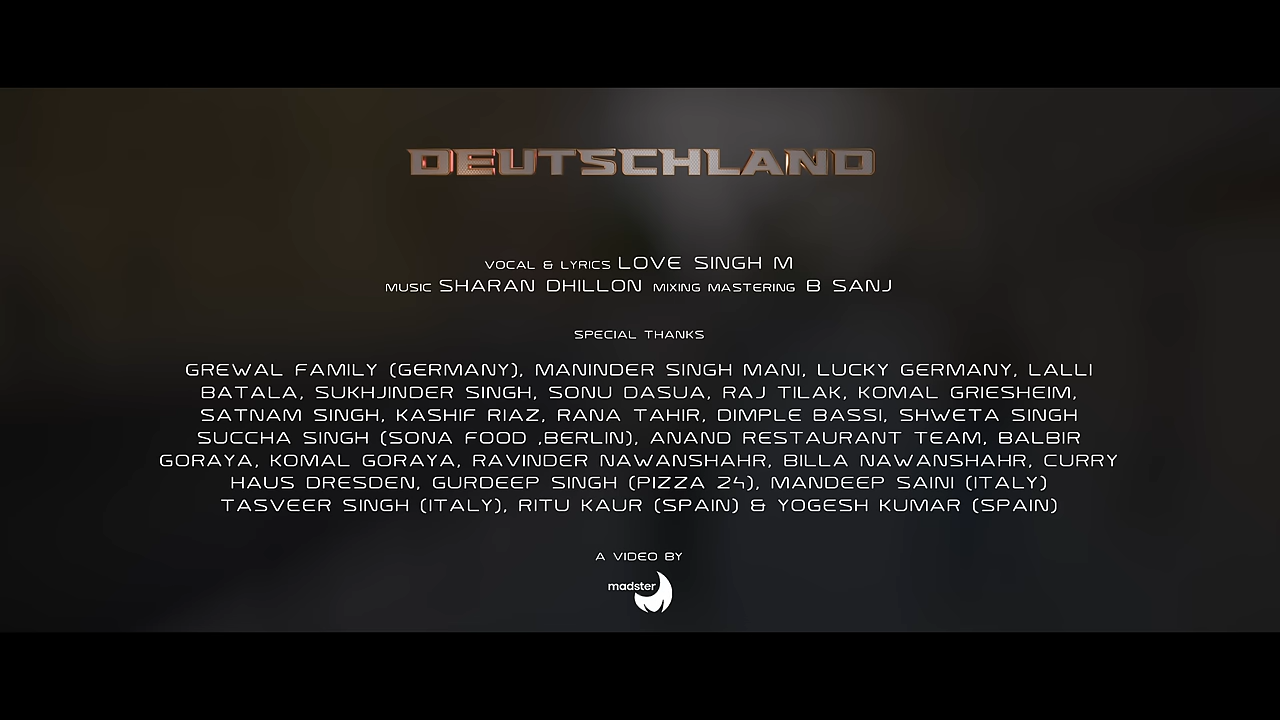 DEUTSCHLAND
VOCAL & LYRICS LOVE SINGH M
MUSIC SHARAN DHILLON MIXING MASTERING B SANJ
SPECIAL THANKS
GREWAL FAMILY (GERMANY), MANINDER SINGH MANI, LUCKY GERMANY, LALLI
BATALA, SUKHJINDER SINGH, SONU DASUA, RAJ TILAK, KOMAL GRIESHEIM,
SATNAM SINGH, KASHIF RIAZ, RANA TAHIR, DIMPLE BASSI, SHWETA SINGH
SUCCHA SINGH (SONA FOOD ,BERLIN), ANAND RESTAURANT TEAM, BALBIR
GORAYA, KOMAL GORAYA, RAVINDER NAWANSHAHR, BILLA NAWANSHAHR, CURRY
HAUS DRESDEN, GURDEEP SINGH (PIZZA 24), MANDEEP SAINI (ITALY)
TASVEER SINGH (ITALY), RITU KAUR (SPAIN) & YOGESH KUMAR (SPAIN)
A VIDEO BY
madster